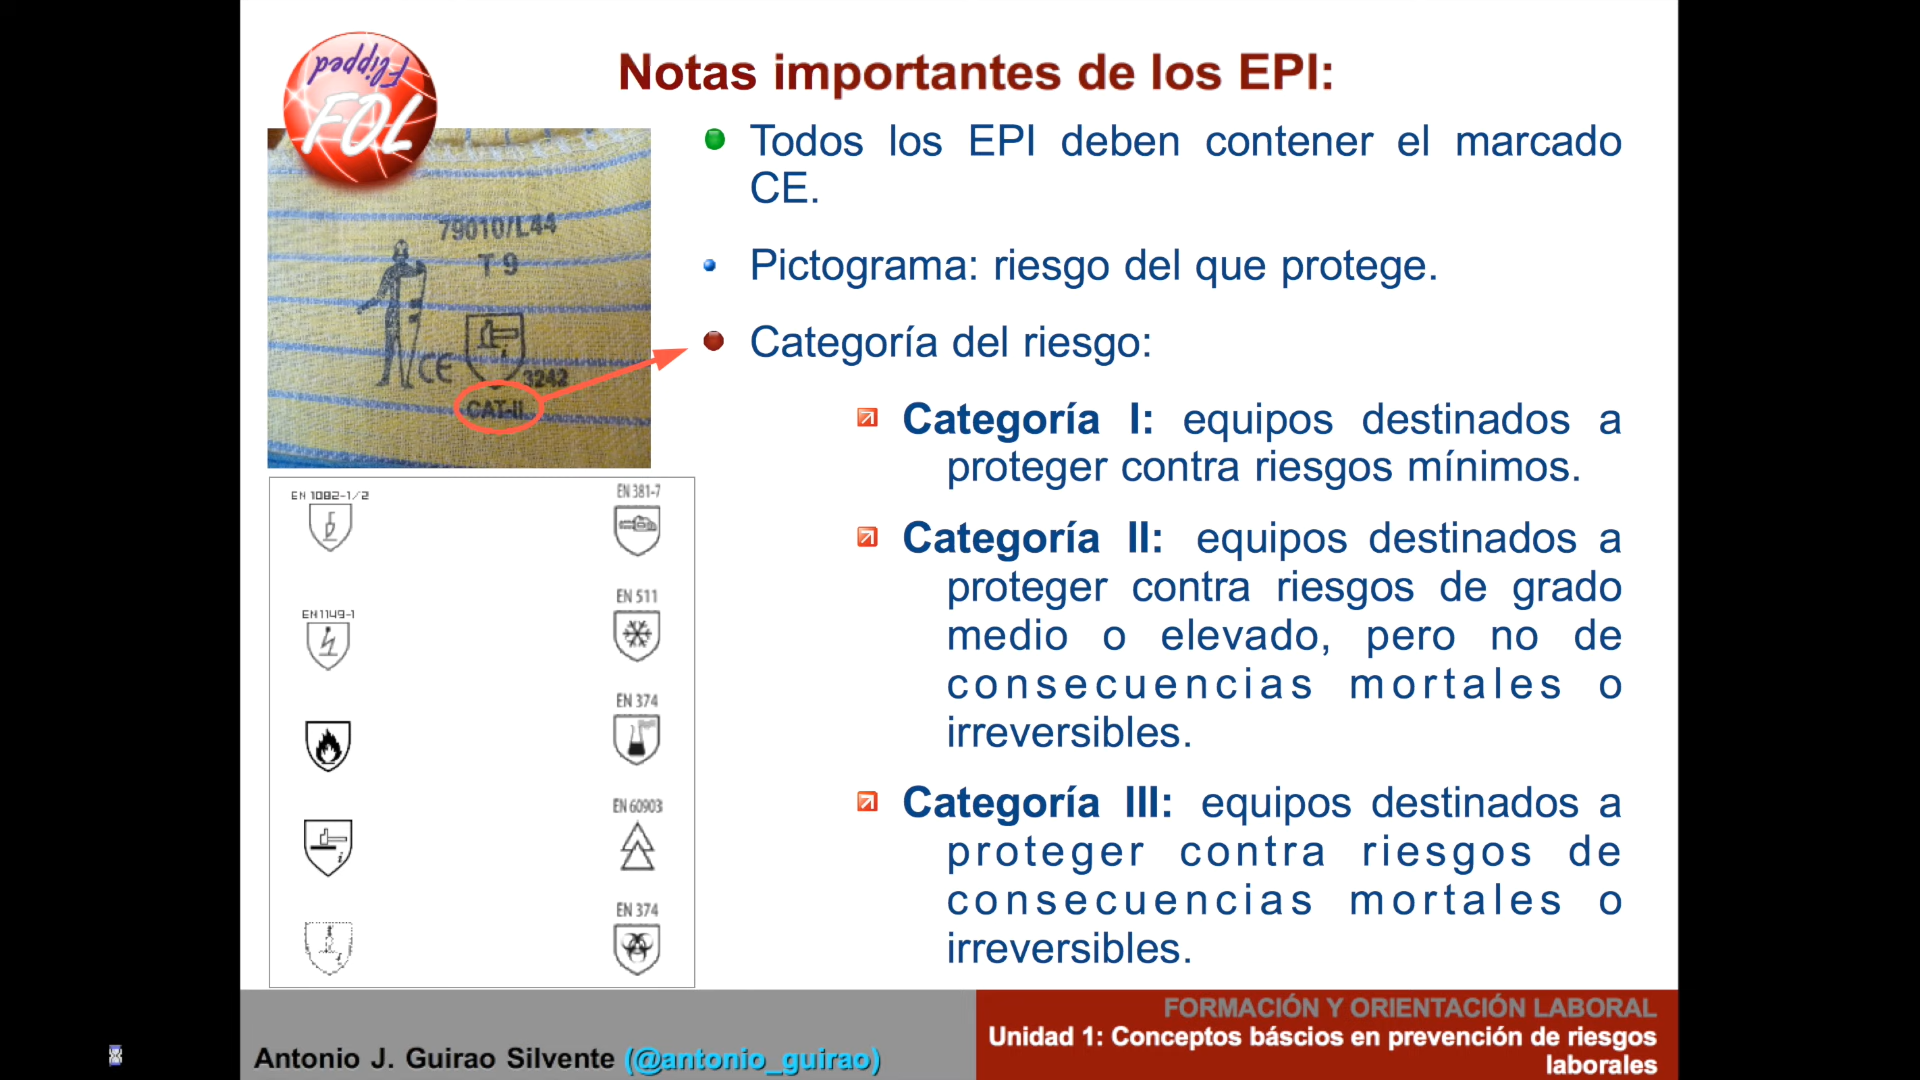 Flipped
FOL
Notas importantes de los EPI:
Todos los EPI deben contener el marcado
CE.
Pictograma: riesgo del que protege.
Categoría del riesgo:
Categoría I: equipos destinados a
proteger contra riesgos mínimos.
Categoría II: equipos destinados a
proteger contra riesgos de grado
medio o elevado, pero no de
consecuencias mortales o
irreversibles.
Categoría III: equipos destinados a
proteger contra riesgos de
consecuencias mortales o
irreversibles.
79010/L44
T 9
i
CE
3242
CAT-II
EN 1082-1/2
EN 381-7
EN1149-1
EN 511
EN 374
i
EN 60903
EN 374
FORMACIÓN Y ORIENTACIÓN LABORAL
Unidad 1: Conceptos báscios en prevención de riesgos
laborales
Antonio J. Guirao Silvente (@antonio_guirao)